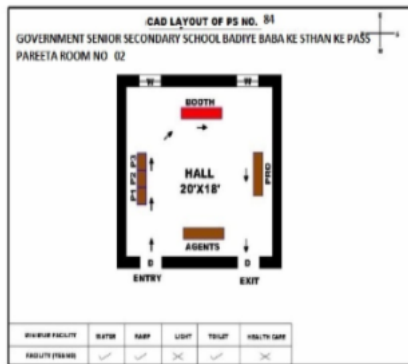 CAD LAYOUT OF PS NO. 84
GOVERNMENT SENIOR SECONDARY SCHOOL BADIYE BABA KE STHAN KE PASS
PAREETA ROOM NO 02
W W
BOOTH
P1 P2 P3
HALL
20'X18'
PRO
AGENTS
D D
ENTRY EXIT
WATER RAMP LIGHT TOILET HEALTH CARE